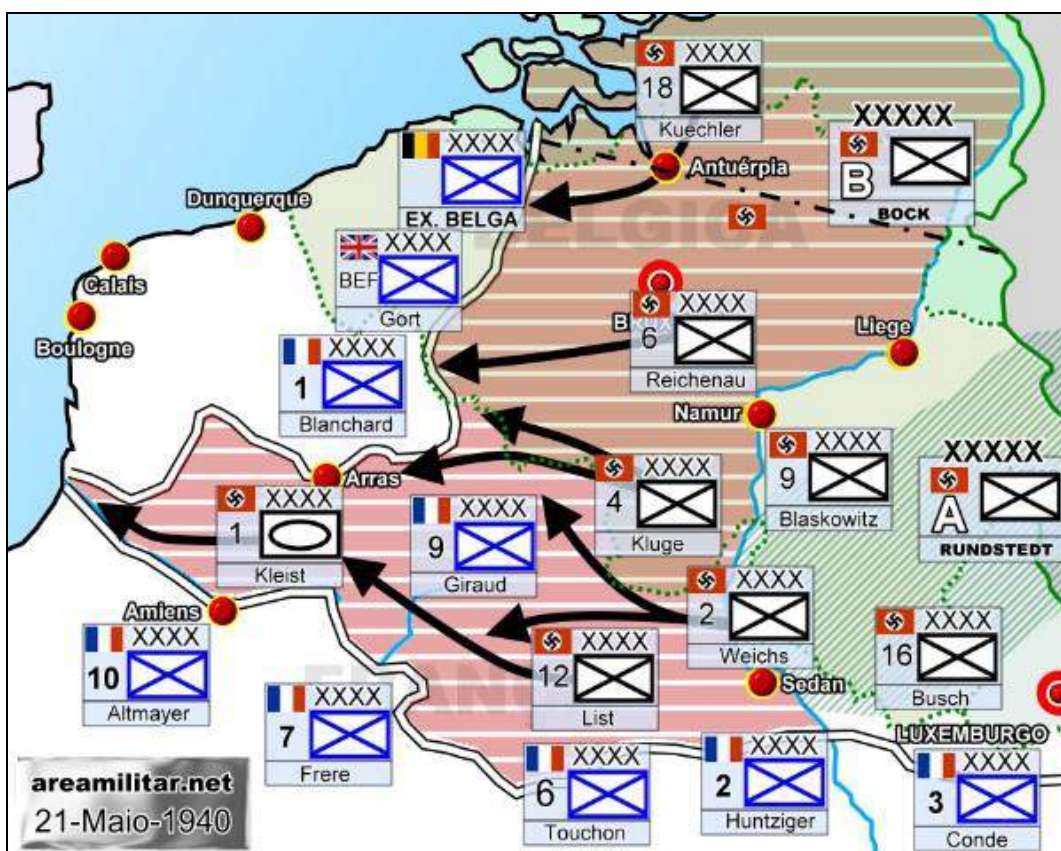 XXXX
18
Kuechler
XXXXX
B
BOCK
XXXX
EX. BELGA
Antuérpia
BELGICA
Dunquerque
XXXX
BEF
Gort
Calais
Boulogne
XXXX
6
Reichenau
Liege
XXXX
1
Blanchard
Namur
XXXX
9
Blaskowitz
XXXXX
A
RUNDSTEDT
Arras
XXXX
4
Kluge
XXXX
1
Kleist
XXXX
9
Giraud
Amiens
XXXX
2
Weichs
XXXX
10
Altmayer
XXXX
12
List
Sedan
XXXX
16
Busch
XXXX
7
Frere
LUXEMBURGO
XXXX
6
Touchon
XXXX
2
Huntziger
XXXX
3
Conde
areamilitar.net
21-Maio-1940